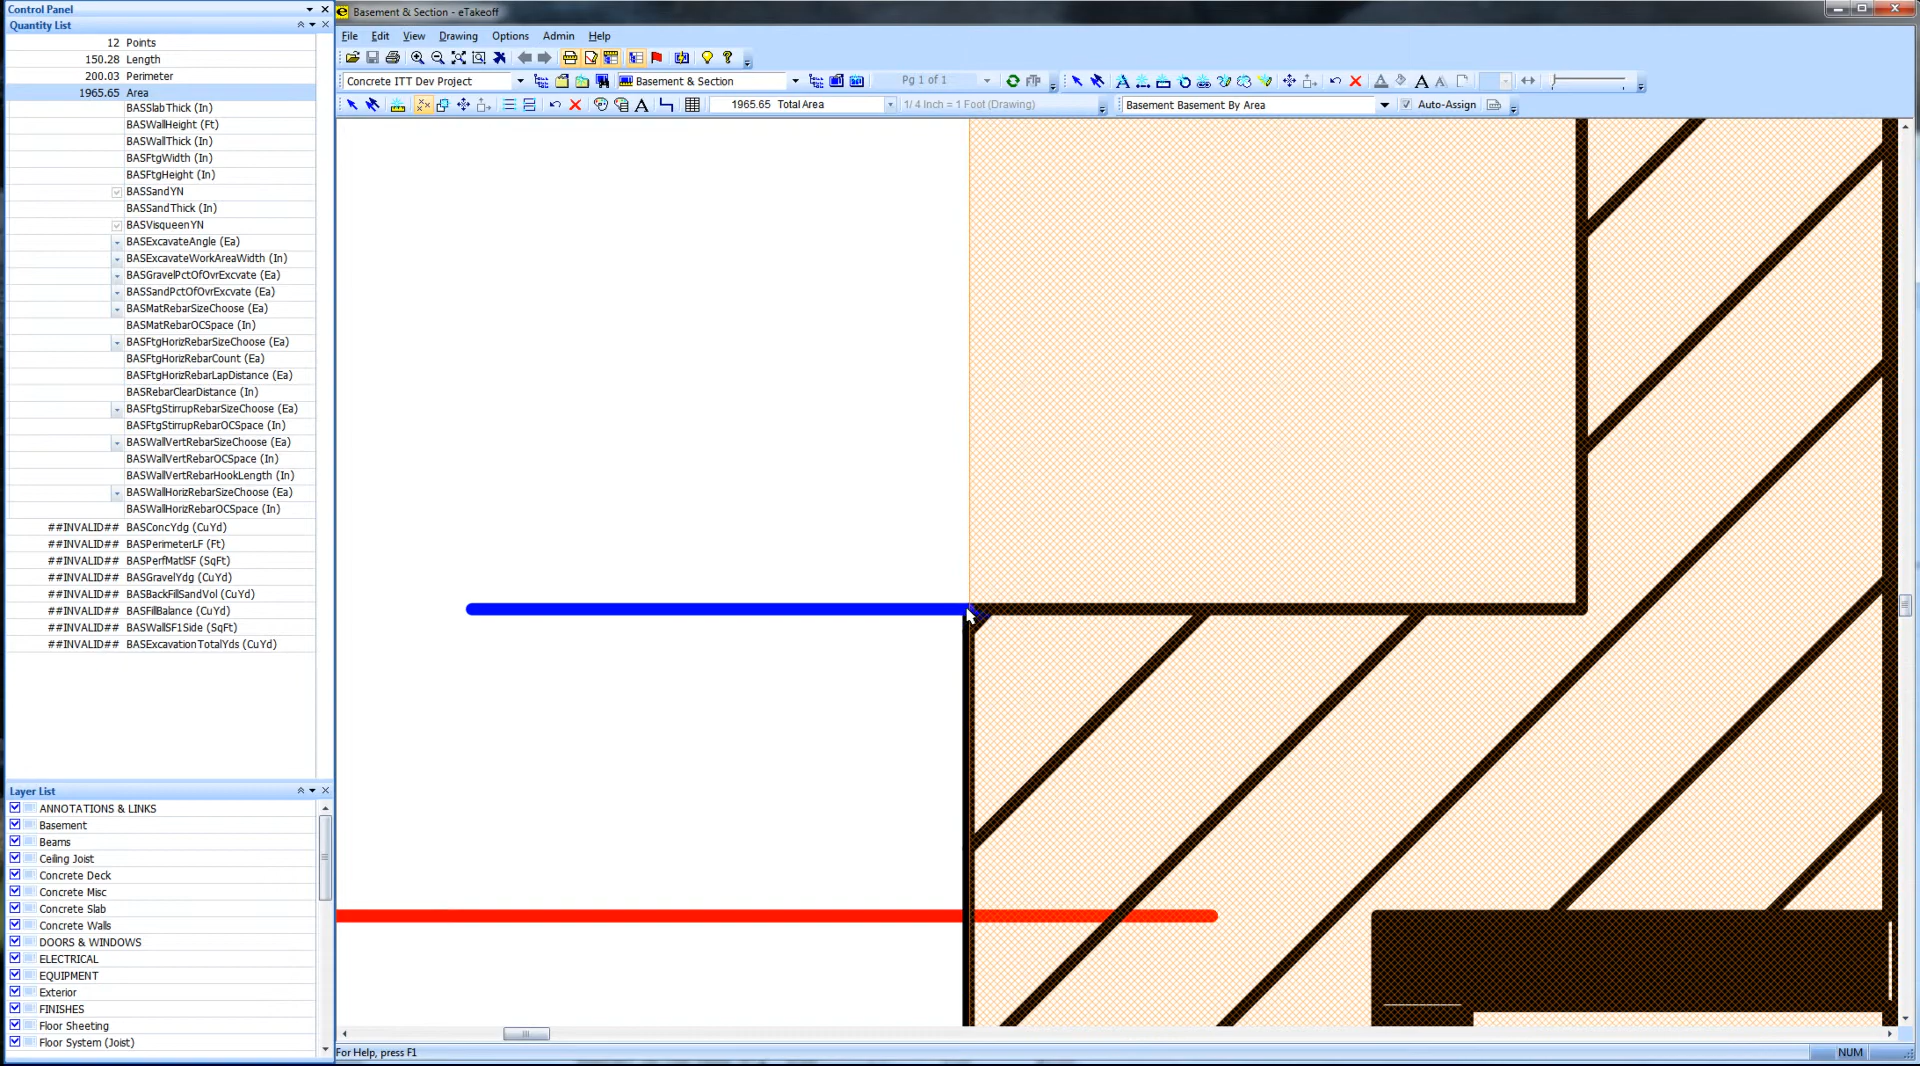 Control Panel
Quantity List
12 Points
150.28 Length
200.03 Perimeter
1965.65 Area
BASSlabThick (In)
BASWallHeight (Ft)
BASWallThick (In)
BASFtgWidth (In)
BASFtgHeight (In)
BASSandYN
BASSandThick (In)
BASVisqueenYN
BASExcavateAngle (Ea)
BASExcavateWorkAreaWidth (In)
BASGravelPctOfOvrExcvate (Ea)
BASSandPctOfOvrExcvate (Ea)
BASMatRebarSizeChoose (Ea)
BASMatRebarOCSpace (In)
BASFtgHorizRebarSizeChoose (Ea)
BASFtgHorizRebarCount (Ea)
BASFtgHorizRebarLapDistance (Ea)
BASRebarClearDistance (In)
BASFtgStirrupRebarSizeChoose (Ea)
BASFtgStirrupRebarOCSpace (In)
BASWallVertRebarSizeChoose (Ea)
BASWallVertRebarOCSpace (In)
BASWallVertRebarHookLength (In)
BASWallHorizRebarSizeChoose (Ea)
BASWallHorizRebarOCSpace (In)
##INVALID## BASConcYdg (CuYd)
##INVALID## BASPerimeterLF (Ft)
##INVALID## BASPerfMatlSF (SqFt)
##INVALID## BASGravelYdg (CuYd)
##INVALID## BASBackFillSandVol (CuYd)
##INVALID## BASFillBalance (CuYd)
##INVALID## BASWallSF1Side (SqFt)
##INVALID## BASExcavationTotalYds (CuYd)
Layer List
ANNOTATIONS & LINKS
Basement
Beams
Ceiling Joist
Concrete Deck
Concrete Misc
Concrete Slab
Concrete Walls
DOORS & WINDOWS
ELECTRICAL
EQUIPMENT
Exterior
FINISHES
Floor Sheeting
Floor System (Joist)
Basement & Section - eTakeoff
File Edit View Drawing Options Admin Help
Concrete ITT Dev Project Basement & Section Pg 1 of 1
1965.65 Total Area 1/ 4 Inch = 1 Foot (Drawing) Basement Basement By Area Auto-Assign
For Help, press F1
NUM